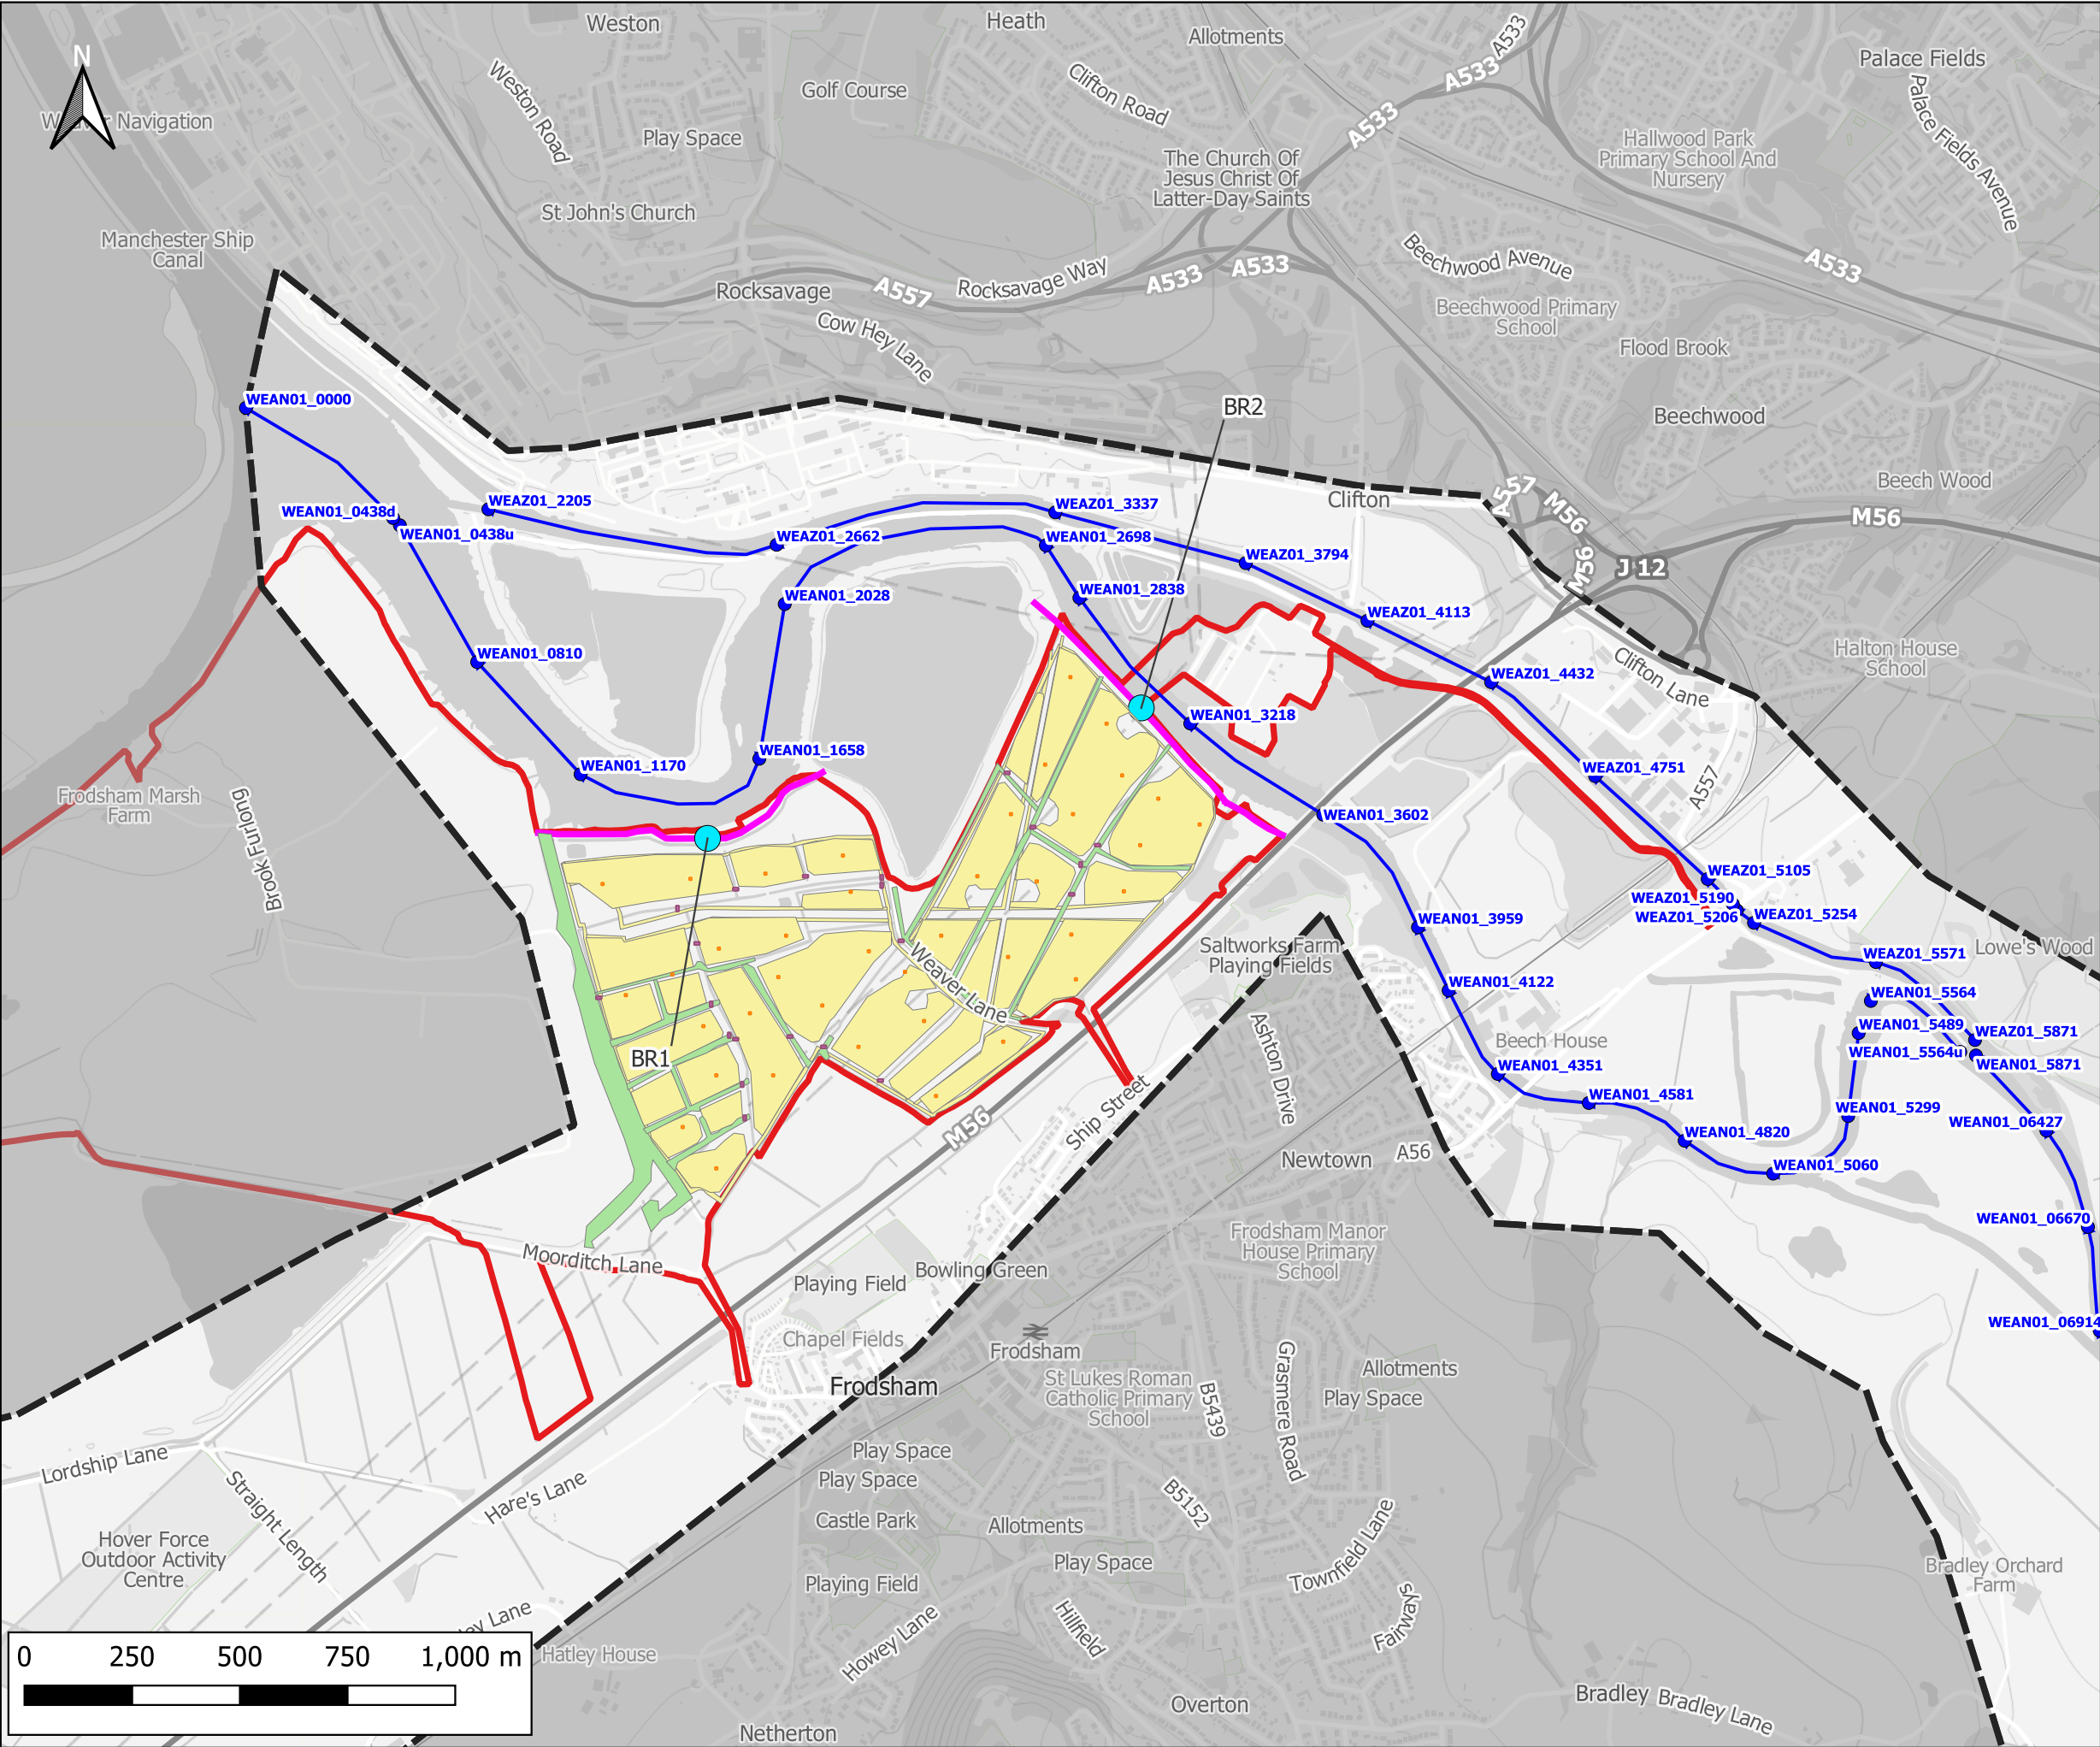 Weston
Heath
Allotments
A533
Palace Fields
N
Weston Road
Golf Course
Clifton Road
A533
A533
Palace Fields Avenue
Play Space
Hallwood Park
Primary School And
Nursery
The Church Of
Jesus Christ Of
Latter-Day Saints
St John's Church
Manchester Ship
Canal
Beechwood Avenue
A533
A533
A533
Rocksavage
A557
Rocksavage Way
Cow Hey Lane
Beechwood Primary
School
Flood Brook
WEAN01_0000
BR2
Beechwood
Beech Wood
WEAZ01_2205
WEAN01_0438d
WEAN01_0438u
WEAZ01_2662
WEAZ01_3337
WEAN01_2698
Clifton
M56
M56
M56
J 12
WEAZ01_3794
WEAN01_2838
WEAN01_2028
WEAZ01_4113
WEAN01_0810
WEAZ01_4432
Clifton Lane
Halton House
School
WEAN01_3218
WEAN01_1658
WEAN01_1170
WEAZ01_4751
A557
Frodsham Marsh
Farm
Brook Furlong
WEAN01_3602
WEAZ01_5105
WEAZ01_5190
WEAZ01_5206
WEAZ01_5254
WEAN01_3959
Saltworks Farm
Playing Fields
Weaver Lane
WEAZ01_5571
Lowe's Wood
WEAN01_4122
WEAN01_5564
WEAN01_5489
WEAZ01_5871
WEAN01_5564u
WEAN01_5871
Beech House
BR1
Ashton Drive
WEAN01_4351
WEAN01_4581
WEAN01_5299
WEAN01_06427
M56
Ship Street
WEAN01_4820
Newtown
A56
WEAN01_5060
WEAN01_06670
Frodsham Manor
House Primary
School
Moorditch Lane
Playing Field
Bowling Green
WEAN01_06914
Chapel Fields
Frodsham
Frodsham
St Lukes Roman
Catholic Primary
School
B5439
Grasmere Road
Allotments
Play Space
Lordship Lane
Straight Length
Hare's Lane
Play Space
Play Space
Castle Park
Allotments
B5152
Play Space
Townfield Lane
Hover Force
Outdoor Activity
Centre
Playing Field
Howey Lane
Hillfield
Fairways
Bradley Orchard
Farm
Hatley House
0 250 500 750 1,000 m
Overton
Bradley
Bradley Lane
Netherton